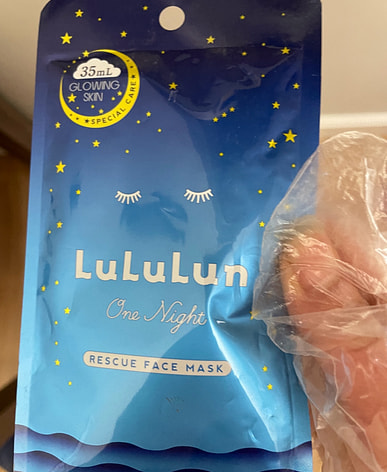 35mL
GLOWING
SKIN
★ SPECIAL CARE ★
LuLuLun
One Night
RESCUE FACE MASK